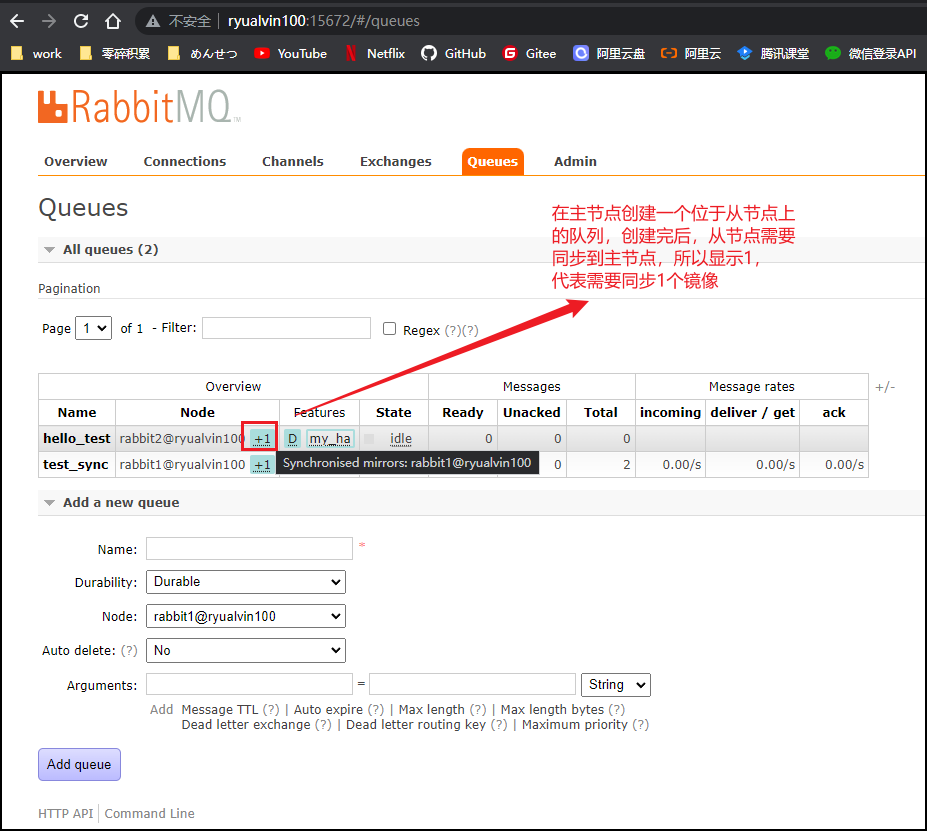 不安全 ryualvin100:15672/#/queues
work 零碎积累 めんせつ YouTube Netflix GitHub Gitee 阿里云盘 阿里云 腾讯课堂 微信登录API
RabbitMQ™
Overview Connections Channels Exchanges Queues Admin
Queues
在主节点创建一个位于从节点上
的队列，创建完后，从节点需要
同步到主节点，所以显示1，
代表需要同步1个镜像
All queues (2)
Pagination
Page 1 of 1 - Filter: Regex (?)(?)
Overview Messages Message rates +/-
Name Node Features State Ready Unacked Total incoming deliver / get ack
hello_test rabbit2@ryualvin100 +1 D my_ha idle 0 0 0
test_sync rabbit1@ryualvin100 +1 Synchronised mirrors: rabbit1@ryualvin100 0 2 0.00/s 0.00/s 0.00/s
Add a new queue
Name: *
Durability: Durable
Node: rabbit1@ryualvin100
Auto delete: (?) No
Arguments: = String
Add Message TTL (?) | Auto expire (?) | Max length (?) | Max length bytes (?)
Dead letter exchange (?) | Dead letter routing key (?) | Maximum priority (?)
Add queue
HTTP API Command Line